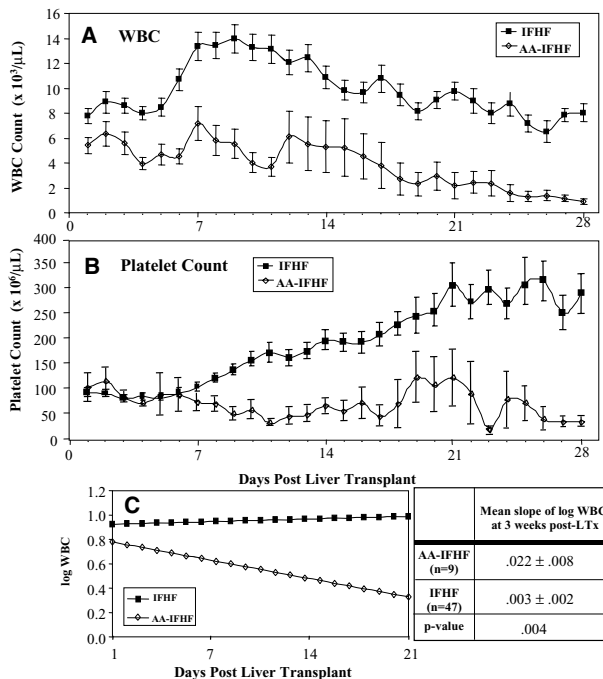 A
WBC
IFHF
AA-IFHF
WBC Count (x 10³/μL)
16
14
12
10
8
6
4
2
0
0
7
14
21
28
B
Platelet Count
IFHF
AA-IFHF
Platelet Count (x 10⁶/μL)
400
350
300
250
200
150
100
50
0
0
7
14
21
28
Days Post Liver Transplant
C
IFHF
AA-IFHF
log WBC
1.2
1.0
0.8
0.6
0.4
0.2
0.0
1
7
14
21
Days Post Liver Transplant
Mean slope of log WBC
at 3 weeks post-LTx
AA-IFHF
(n=9)
.022 ± .008
IFHF
(n=47)
.003 ± .002
p-value
.004